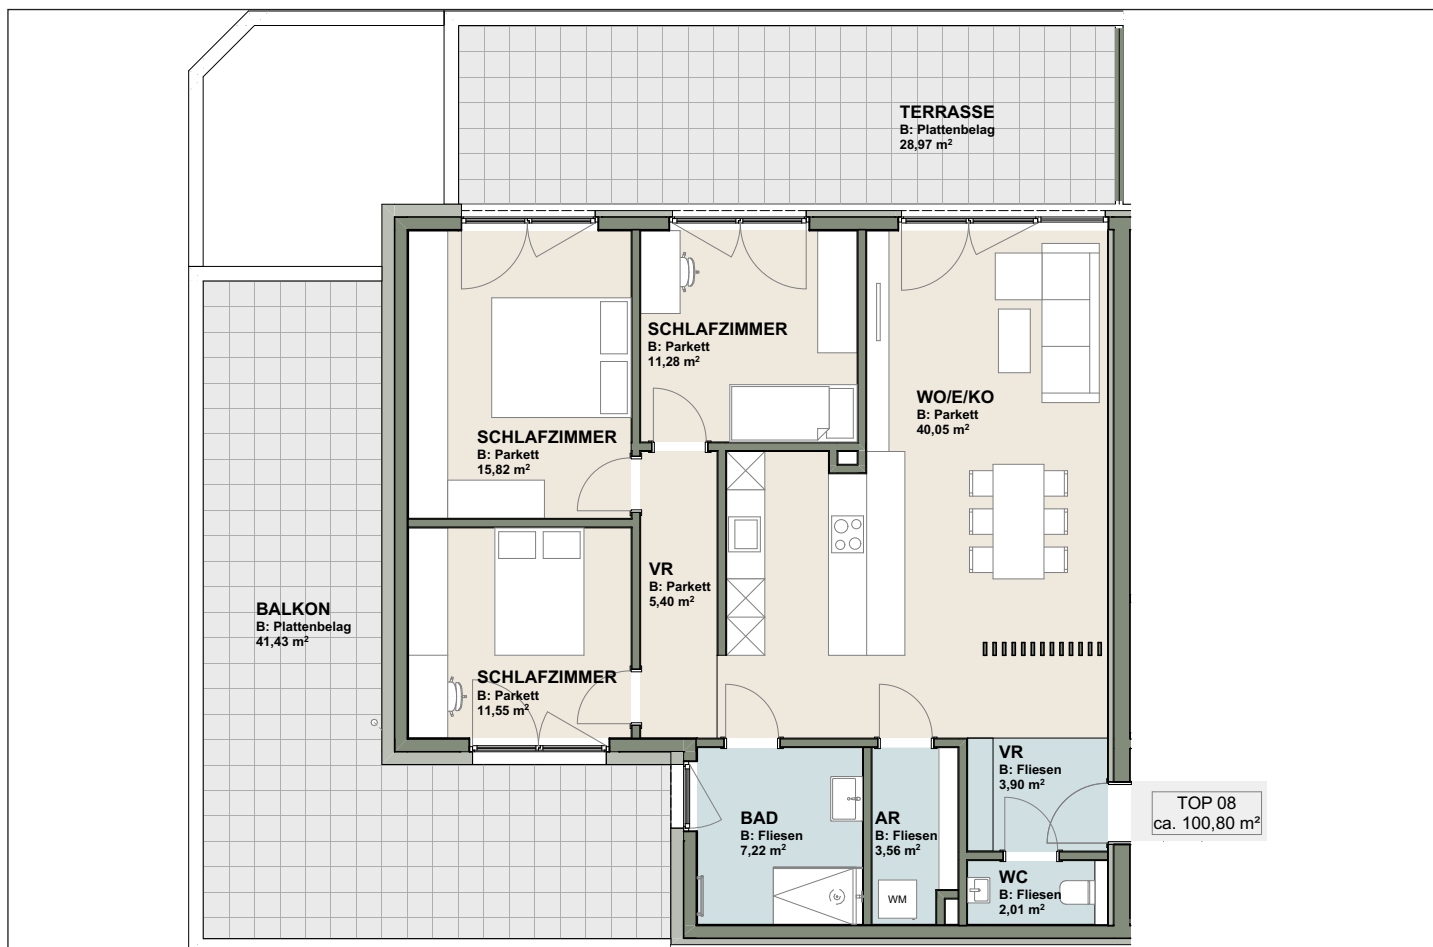 TERRASSE
B: Plattenbelag
28,97 m²
SCHLAFZIMMER
B: Parkett
11,28 m²
WO/E/KO
B: Parkett
40,05 m²
SCHLAFZIMMER
B: Parkett
15,82 m²
VR
B: Parkett
5,40 m²
BALKON
B: Plattenbelag
41,43 m²
SCHLAFZIMMER
B: Parkett
11,55 m²
VR
B: Fliesen
3,90 m²
TOP 08
ca. 100,80 m²
BAD
B: Fliesen
7,22 m²
AR
B: Fliesen
3,56 m²
WM
WC
B: Fliesen
2,01 m²